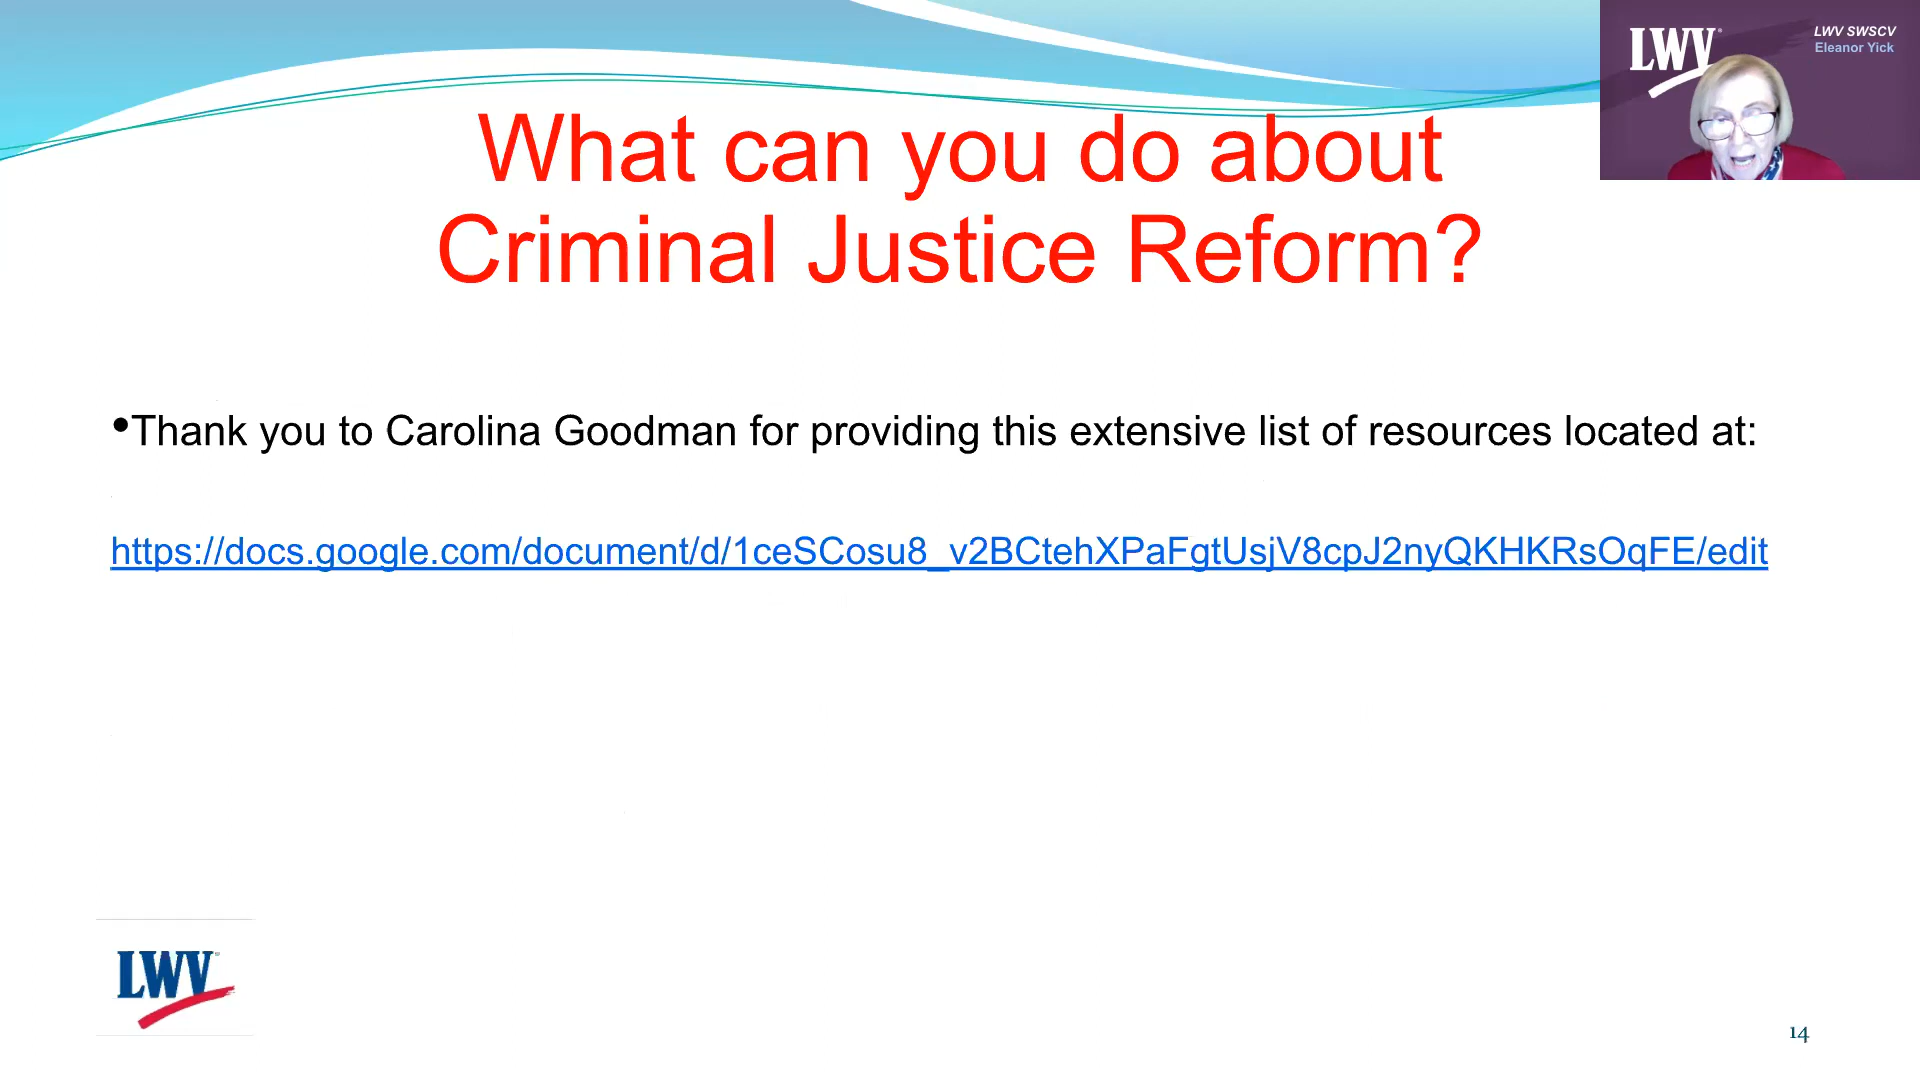 LWV
LWV SWSCV
Eleanor Yick
What can you do about
Criminal Justice Reform?
•Thank you to Carolina Goodman for providing this extensive list of resources located at:
https://docs.google.com/document/d/1ceSCosu8_v2BCtehXPaFgtUsjV8cpJ2nyQKHKRsOqFE/edit
LWV
14